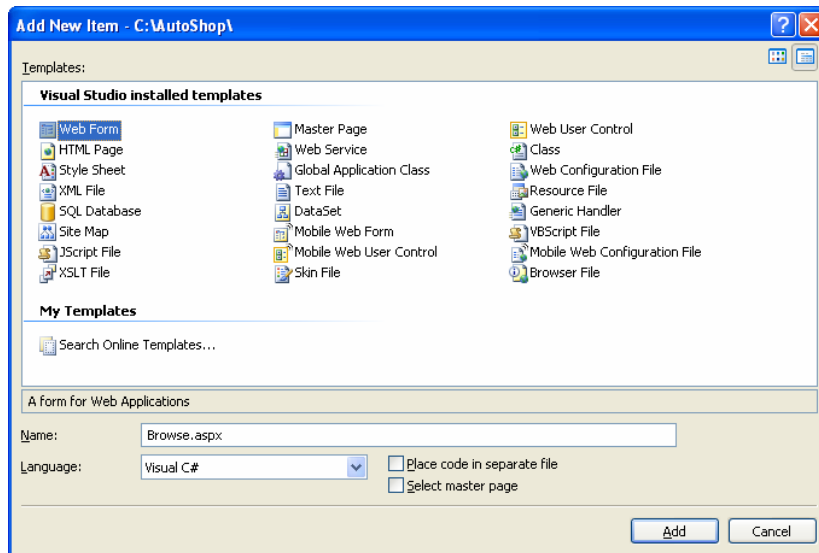 Add New Item - C:\AutoShop\
Templates:
Visual Studio installed templates
Web Form Master Page Web User Control
HTML Page Web Service Class
Style Sheet Global Application Class Web Configuration File
XML File Text File Resource File
SQL Database DataSet Generic Handler
Site Map Mobile Web Form VBScript File
JScript File Mobile Web User Control Mobile Web Configuration File
XSLT File Skin File Browser File
My Templates
Search Online Templates...
A form for Web Applications
Name: Browse.aspx
Language: Visual C# Place code in separate file
Select master page
Add Cancel